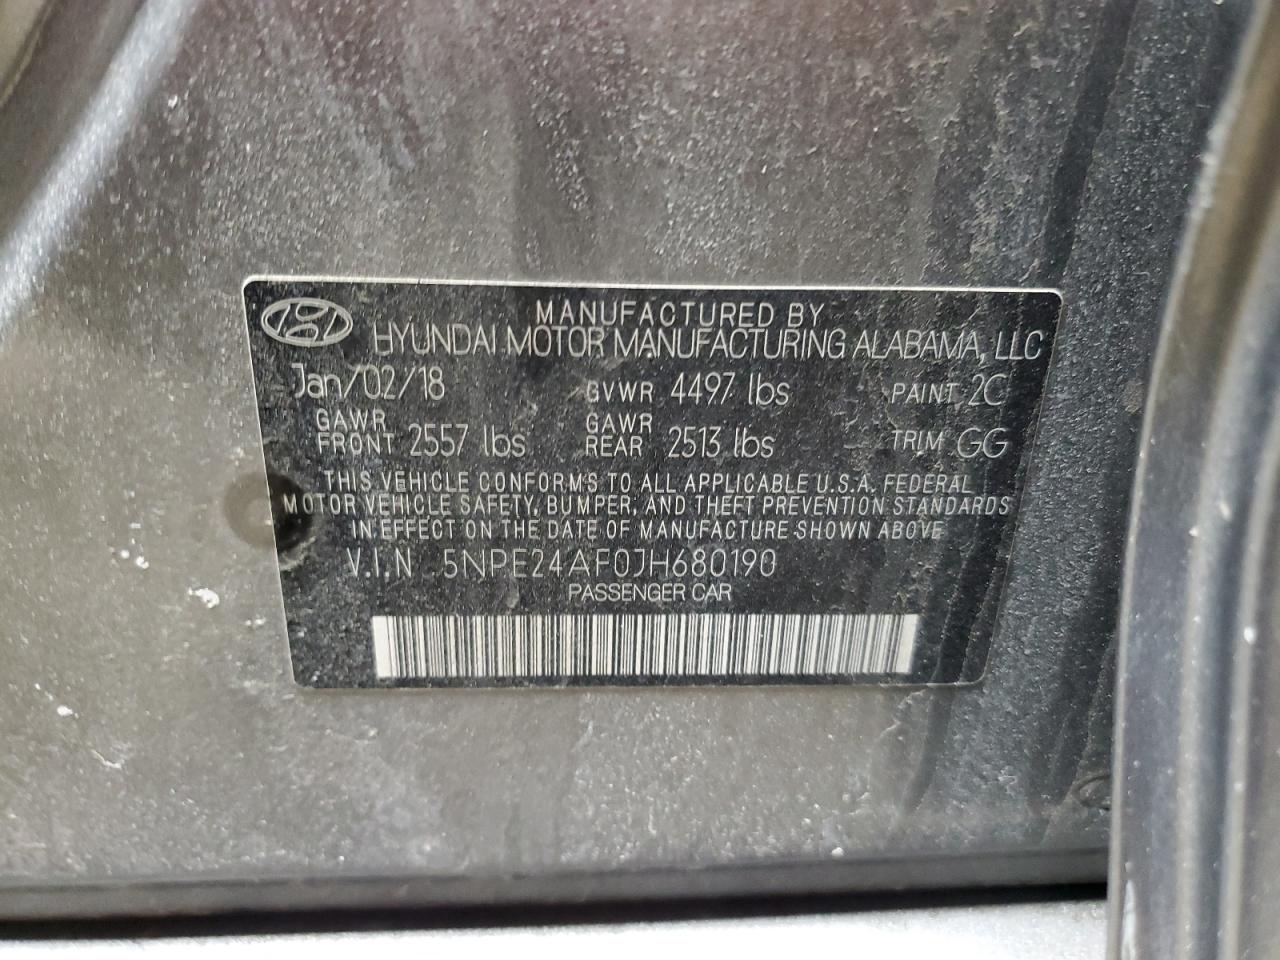 MANUFACTURED BY
HYUNDAI MOTOR MANUFACTURING ALABAMA, LLC
Jan/02/18 GVWR 4497 lbs PAINT 2C
GAWR FRONT 2557 lbs GAWR REAR 2513 lbs TRIM GG
THIS VEHICLE CONFORMS TO ALL APPLICABLE U.S.A. FEDERAL
MOTOR VEHICLE SAFETY, BUMPER, AND THEFT PREVENTION STANDARDS
IN EFFECT ON THE DATE OF MANUFACTURE SHOWN ABOVE
V.I.N 5NPE24AF0JH680190
PASSENGER CAR